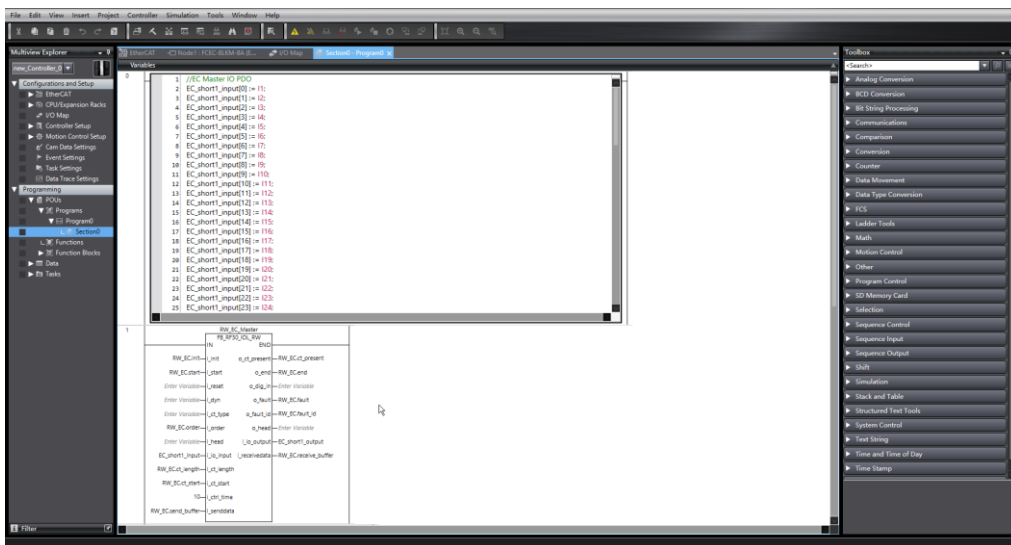 File Edit View Insert Project Controller Simulation Tools Window Help
Multiview Explorer
new_Controller_0
Configurations and Setup
EtherCAT
CPU/Expansion Racks
I/O Map
Controller Setup
Motion Control Setup
Cam Data Settings
Event Settings
Task Settings
Data Trace Settings
Programming
POUs
Programs
Program0
Section0
Functions
Function Blocks
Data
Tasks
Filter
EtherCAT
I/O Map
Section0 - Program0 x
Variables
0
1 //EC Master IO PDO
2 EC_short1_input[0] := I1;
3 EC_short1_input[1] := I2;
4 EC_short1_input[2] := I3;
5 EC_short1_input[3] := I4;
6 EC_short1_input[4] := I5;
7 EC_short1_input[5] := I6;
8 EC_short1_input[6] := I7;
9 EC_short1_input[7] := I8;
10 EC_short1_input[8] := I9;
11 EC_short1_input[9] := I10;
12 EC_short1_input[10] := I11;
13 EC_short1_input[11] := I12;
14 EC_short1_input[12] := I13;
15 EC_short1_input[13] := I14;
16 EC_short1_input[14] := I15;
17 EC_short1_input[15] := I16;
18 EC_short1_input[16] := I17;
19 EC_short1_input[17] := I18;
20 EC_short1_input[18] := I19;
21 EC_short1_input[19] := I20;
22 EC_short1_input[20] := I21;
23 EC_short1_input[21] := I22;
24 EC_short1_input[22] := I23;
25 EC_short1_input[23] := I24;
1
RW_EC_Master
FB_RF30_IOL_RW
IN END
RW_EC.init i_init o_ct_present RW_EC.ct_present
RW_EC.start i_start o_end RW_EC.end
Enter Variable i_reset o_dig_in Enter Variable
Enter Variable i_dyn o_fault RW_EC.fault
Enter Variable i_ct_type o_fault_id RW_EC.fault_id
RW_EC.order i_order o_head Enter Variable
Enter Variable i_head i_io_output EC_short1_output
EC_short1_input i_io_input i_receivedata RW_EC.receive_buffer
RW_EC.ct_length i_ct_length
RW_EC.ct_start i_ct_start
10 i_ctrl_time
RW_EC.send_buffer i_senddata
Toolbox
<Search>
Analog Conversion
BCD Conversion
Bit String Processing
Communications
Comparison
Conversion
Counter
Data Movement
Data Type Conversion
FCS
Ladder Tools
Math
Motion Control
Other
Program Control
SD Memory Card
Selection
Sequence Control
Sequence Input
Sequence Output
Shift
Simulation
Stack and Table
Structured Text Tools
System Control
Text String
Time and Time of Day
Time Stamp